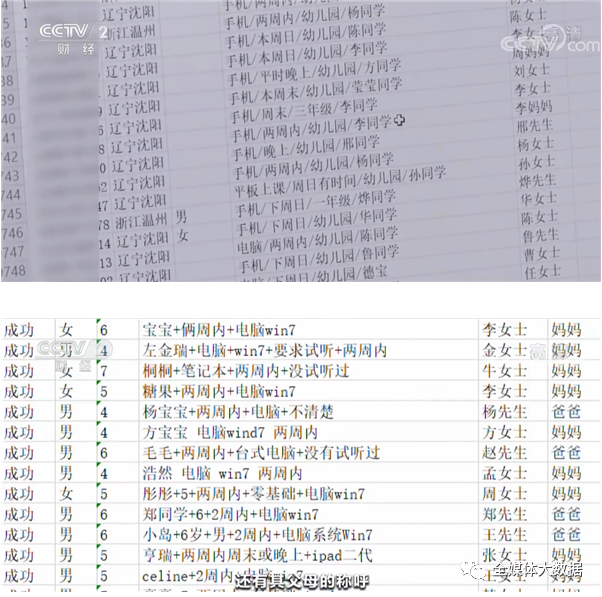 CCTV 2
财经
央视网
CCTV.com
手机/两周内/幼儿园/杨同学
辽宁沈阳 陈女士
浙江温州 手机/本周日/幼儿园/陈同学 周妈妈
辽宁沈阳 手机/本周日/幼儿园/李同学 刘女士
辽宁沈阳 手机/平时晚上/幼儿园/方同学 李女士
辽宁沈阳 手机/本周末/幼儿园/莹莹同学 李妈妈
辽宁沈阳 手机/周末/三年级/李同学 邢先生
辽宁沈阳 手机/两周内/幼儿园/李同学 杨女士
辽宁沈阳 手机/晚上/幼儿园/邢同学 孙女士
辽宁沈阳 手机/两周内/幼儿园/杨同学 烨先生
辽宁沈阳 平板上课/周日有时间/幼儿园/孙同学 华女士
辽宁沈阳 手机/下周日/一年级/烨同学 陈女士
浙江温州 男 手机/下周日/幼儿园/华同学 鲁先生
辽宁沈阳 女 电脑/两周内/幼儿园/陈同学 曹女士
辽宁沈阳 手机/下周日/幼儿园/鲁同学 任女士
辽宁沈阳 电脑/下周日/幼儿园/德宝
成功 女 6 宝宝+俩周内+电脑win7 李女士 妈妈
成功 男 4 左金瑞+电脑+win7+要求试听+两周内 金女士 妈妈
成功 女 7 桐桐+笔记本+两周内+没试听过 牛女士 妈妈
成功 女 5 糖果+两周内+电脑win7 李女士 妈妈
成功 男 4 杨宝宝+两周内+电脑+不清楚 杨先生 爸爸
成功 男 4 方宝宝 电脑wind7 两周内 方女士 妈妈
成功 男 6 毛毛+两周内+台式电脑+没有试听过 赵先生 爸爸
成功 男 4 浩然 电脑 win7 两周内 孟女士 妈妈
成功 女 5 彤彤+5+两周内+零基础+电脑win7 周女士 妈妈
成功 男 6 郑同学+6+2周内+电脑win7 郑先生 爸爸
成功 男 6 小岛+6岁+男+2周内+电脑系统Win7 王先生 爸爸
成功 男 5 亨瑞+两周内周末或晚上+ipad二代 张女士 妈妈
成功 男 5 celine+2周内+电脑win7 妈妈
还有其父母的称呼
全媒体大数据